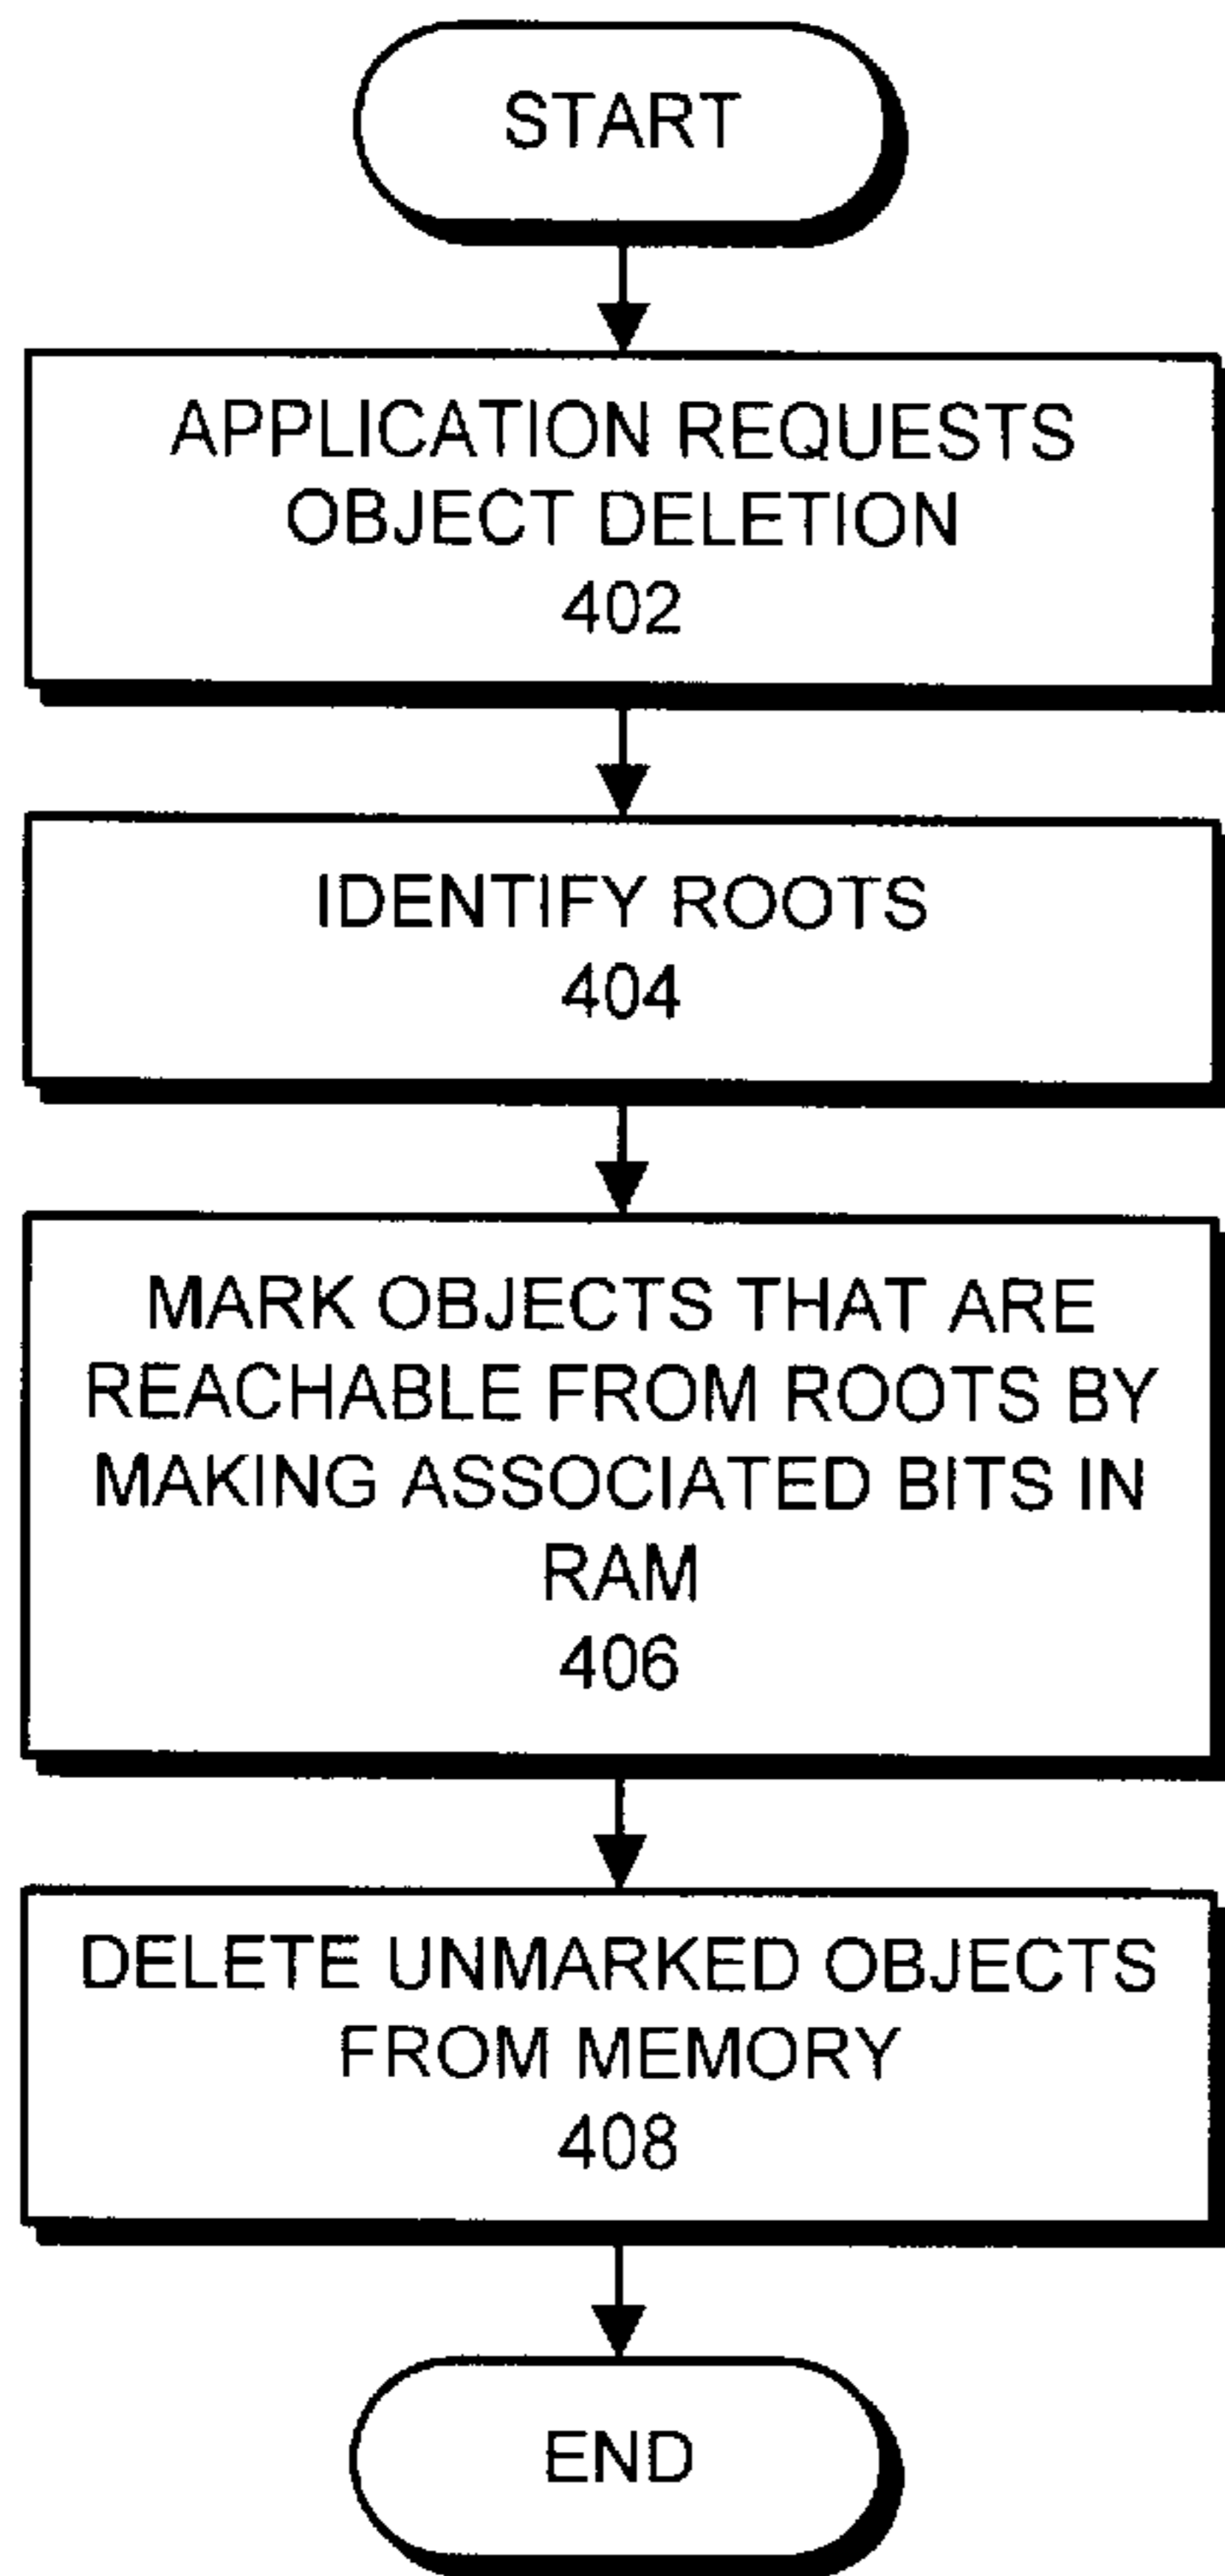 START
APPLICATION REQUESTS
OBJECT DELETION
402
IDENTIFY ROOTS
404
MARK OBJECTS THAT ARE
REACHABLE FROM ROOTS BY
MAKING ASSOCIATED BITS IN
RAM
406
DELETE UNMARKED OBJECTS
FROM MEMORY
408
END